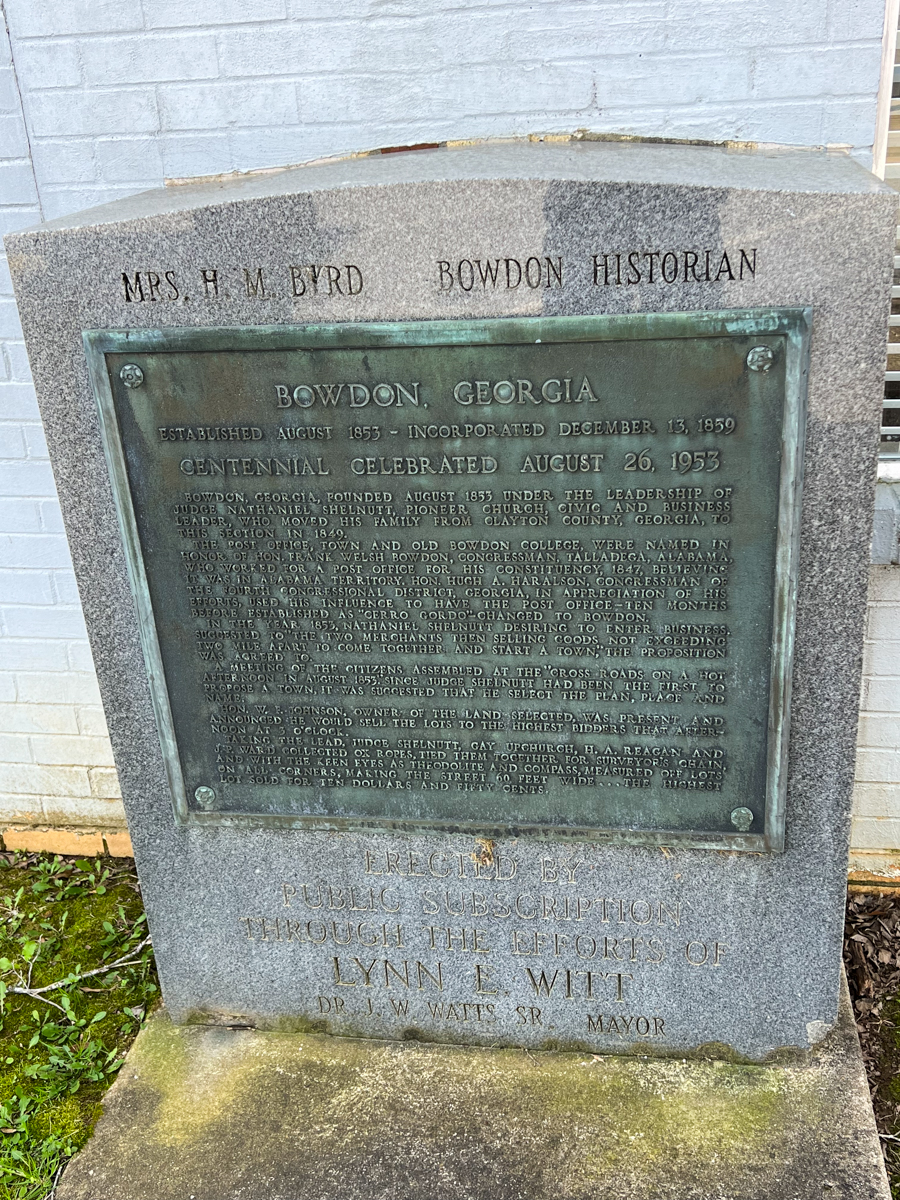 MRS. H. M. BYRD BOWDON HISTORIAN
BOWDON, GEORGIA
ESTABLISHED AUGUST 1853 – INCORPORATED DECEMBER 13, 1859
CENTENNIAL CELEBRATED AUGUST 26, 1953
BOWDON, GEORGIA, FOUNDED AUGUST 1853 UNDER THE LEADERSHIP OF
JUDGE NATHANIEL SHELNUTT, PIONEER CHURCH, CIVIC AND BUSINESS
LEADER, WHO MOVED HIS FAMILY FROM CLAYTON COUNTY, GEORGIA, TO
THIS SECTION IN 1849.
THE POST OFFICE, TOWN AND OLD BOWDON COLLEGE, WERE NAMED IN
HONOR OF HON. FRANK WELSH BOWDON, CONGRESSMAN, TALLADEGA, ALABAMA,
WHO WORKED FOR A POST OFFICE FOR HIS CONSTITUENCY, 1847, BELIEVING
IT WAS IN ALABAMA TERRITORY. HON. HUGH A. HARALSON, CONGRESSMAN OF
THE FOURTH CONGRESSIONAL DISTRICT, GEORGIA, IN APPRECIATION OF HIS
EFFORTS, USED HIS INFLUENCE TO HAVE THE POST OFFICE–TEN MONTHS
BEFORE ESTABLISHED AS "CERRO GORDO"–CHANGED TO BOWDON.
IN THE YEAR 1853, NATHANIEL SHELNUTT DESIRING TO ENTER BUSINESS,
SUGGESTED TO "THE TWO MERCHANTS THEN SELLING GOODS, NOT EXCEEDING
TWO MILE APART TO COME TOGETHER AND START A TOWN," THE PROPOSITION
WAS AGREED TO.
"A MEETING OF THE CITIZENS ASSEMBLED AT THE "CROSS ROADS ON A HOT
AFTERNOON IN AUGUST 1853, SINCE JUDGE SHELNUTT HAD BEEN THE FIRST TO
PROPOSE A TOWN, IT WAS SUGGESTED THAT HE SELECT THE PLAN, PLACE AND
NAME.
HON. W. E. JOHNSON, OWNER OF THE LAND SELECTED, WAS PRESENT AND
ANNOUNCED HE WOULD SELL THE LOTS TO THE HIGHEST BIDDERS THAT AFTER-
NOON AT 3 O'CLOCK.
TAKING THE LEAD, JUDGE SHELNUTT, GAY UPCHURCH, H. A. REAGAN AND
J. P. WARD COLLECTED OX ROPES, TIED THEM TOGETHER FOR SURVEYOR'S CHAIN,
AND WITH THE KEEN EYES AS THEODOLITE AND COMPASS, MEASURED OFF LOTS
ON ALL CORNERS, MAKING THE STREET 60 FEET WIDE...THE HIGHEST
LOT SOLD FOR TEN DOLLARS AND FIFTY CENTS.
ERECTED BY
PUBLIC SUBSCRIPTION
THROUGH THE EFFORTS OF
LYNN E. WITT
DR. J. W. WATTS SR. MAYOR